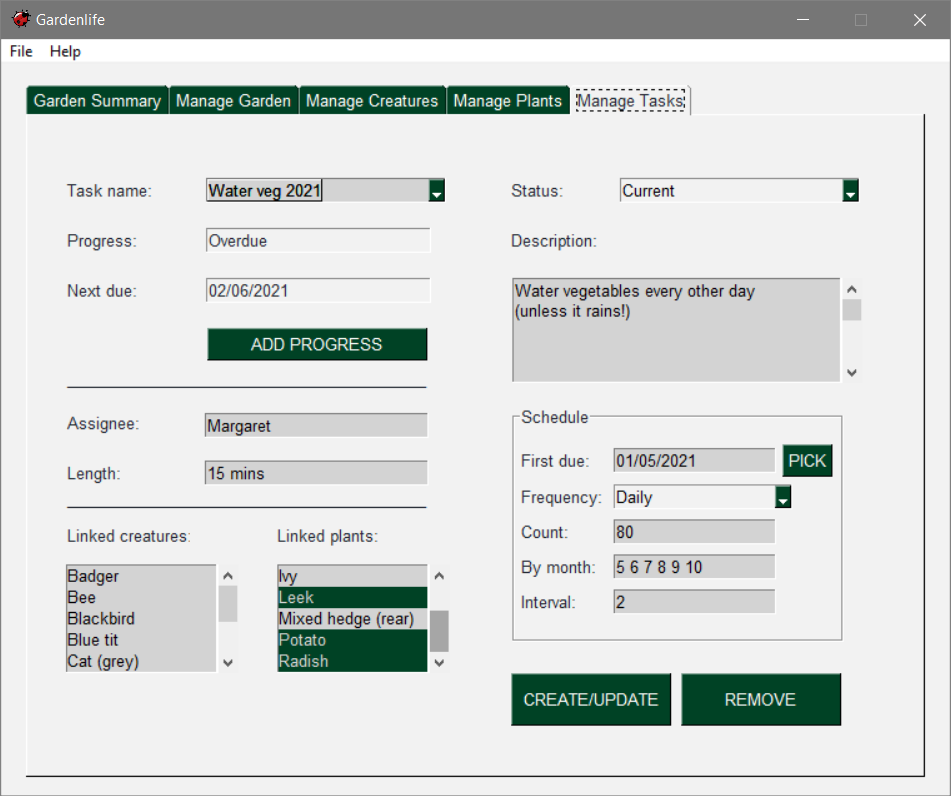 Gardenlife
File Help
Garden Summary Manage Garden Manage Creatures Manage Plants Manage Tasks
Task name: Water veg 2021
Progress: Overdue
Next due: 02/06/2021
ADD PROGRESS
Assignee: Margaret
Length: 15 mins
Linked creatures:
Badger
Bee
Blackbird
Blue tit
Cat (grey)
Linked plants:
Ivy
Leek
Mixed hedge (rear)
Potato
Radish
Status: Current
Description:
Water vegetables every other day
(unless it rains!)
Schedule
First due: 01/05/2021 PICK
Frequency: Daily
Count: 80
By month: 5 6 7 8 9 10
Interval: 2
CREATE/UPDATE REMOVE